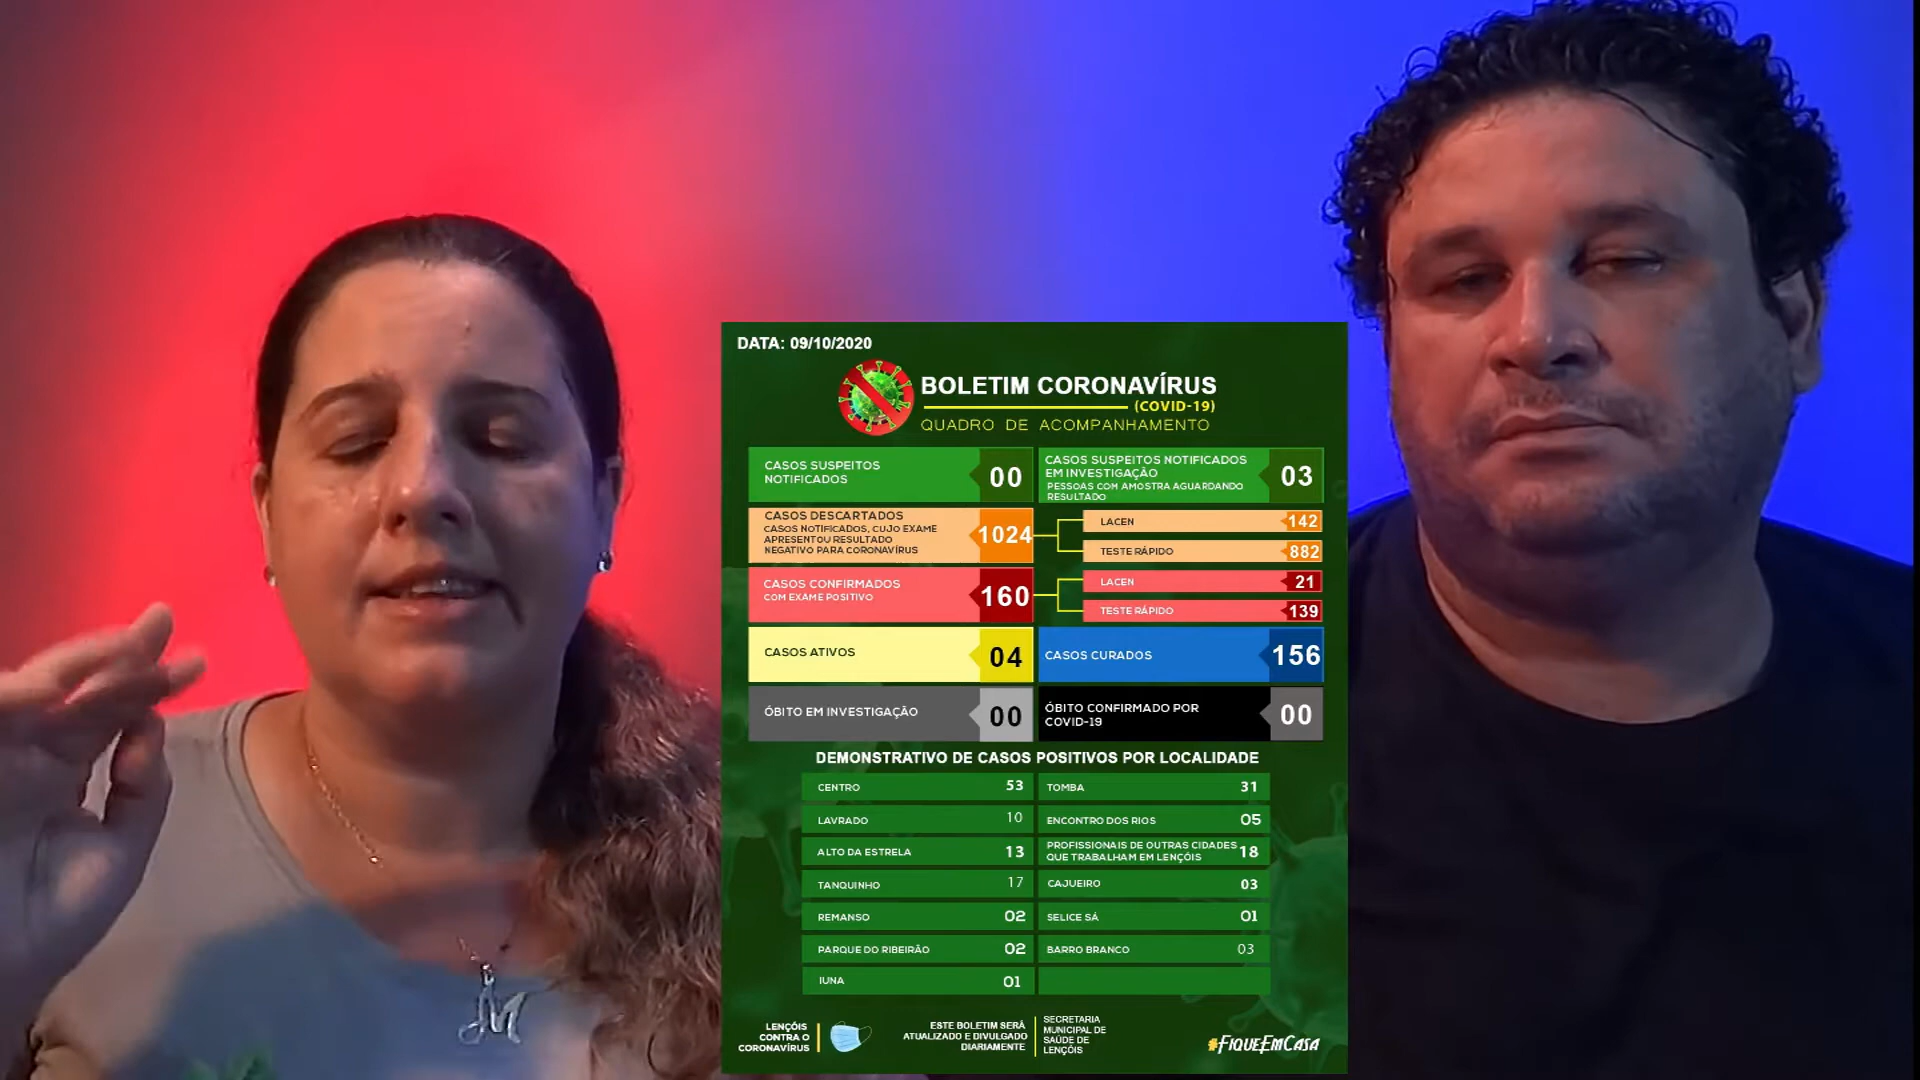 DATA: 09/10/2020
BOLETIM CORONAVÍRUS
(COVID-19)
QUADRO DE ACOMPANHAMENTO
CASOS SUSPEITOS
NOTIFICADOS
00
CASOS SUSPEITOS NOTIFICADOS
EM INVESTIGAÇÃO
PESSOAS COM AMOSTRA AGUARDANDO
RESULTADO
03
CASOS DESCARTADOS
CASOS NOTIFICADOS, CUJO EXAME
APRESENTOU RESULTADO
NEGATIVO PARA CORONAVÍRUS
1024
LACEN 142
TESTE RÁPIDO 882
CASOS CONFIRMADOS
COM EXAME POSITIVO
160
LACEN 21
TESTE RÁPIDO 139
CASOS ATIVOS 04
CASOS CURADOS 156
ÓBITO EM INVESTIGAÇÃO 00
ÓBITO CONFIRMADO POR
COVID-19
00
DEMONSTRATIVO DE CASOS POSITIVOS POR LOCALIDADE
CENTRO 53
TOMBA 31
LAVRADO 10
ENCONTRO DOS RIOS 05
ALTO DA ESTRELA 13
PROFISSIONAIS DE OUTRAS CIDADES
QUE TRABALHAM EM LENÇÓIS
18
TANQUINHO 17
CAJUEIRO 03
REMANSO 02
SELICE SÁ 01
PARQUE DO RIBEIRÃO 02
BARRO BRANCO 03
IUNA 01
LENÇÓIS
CONTRA O
CORONAVÍRUS
ESTE BOLETIM SERÁ
ATUALIZADO E DIVULGADO
DIARIAMENTE
SECRETARIA
MUNICIPAL DE
SAÚDE DE
LENÇÓIS
#FIQUEEMCASA